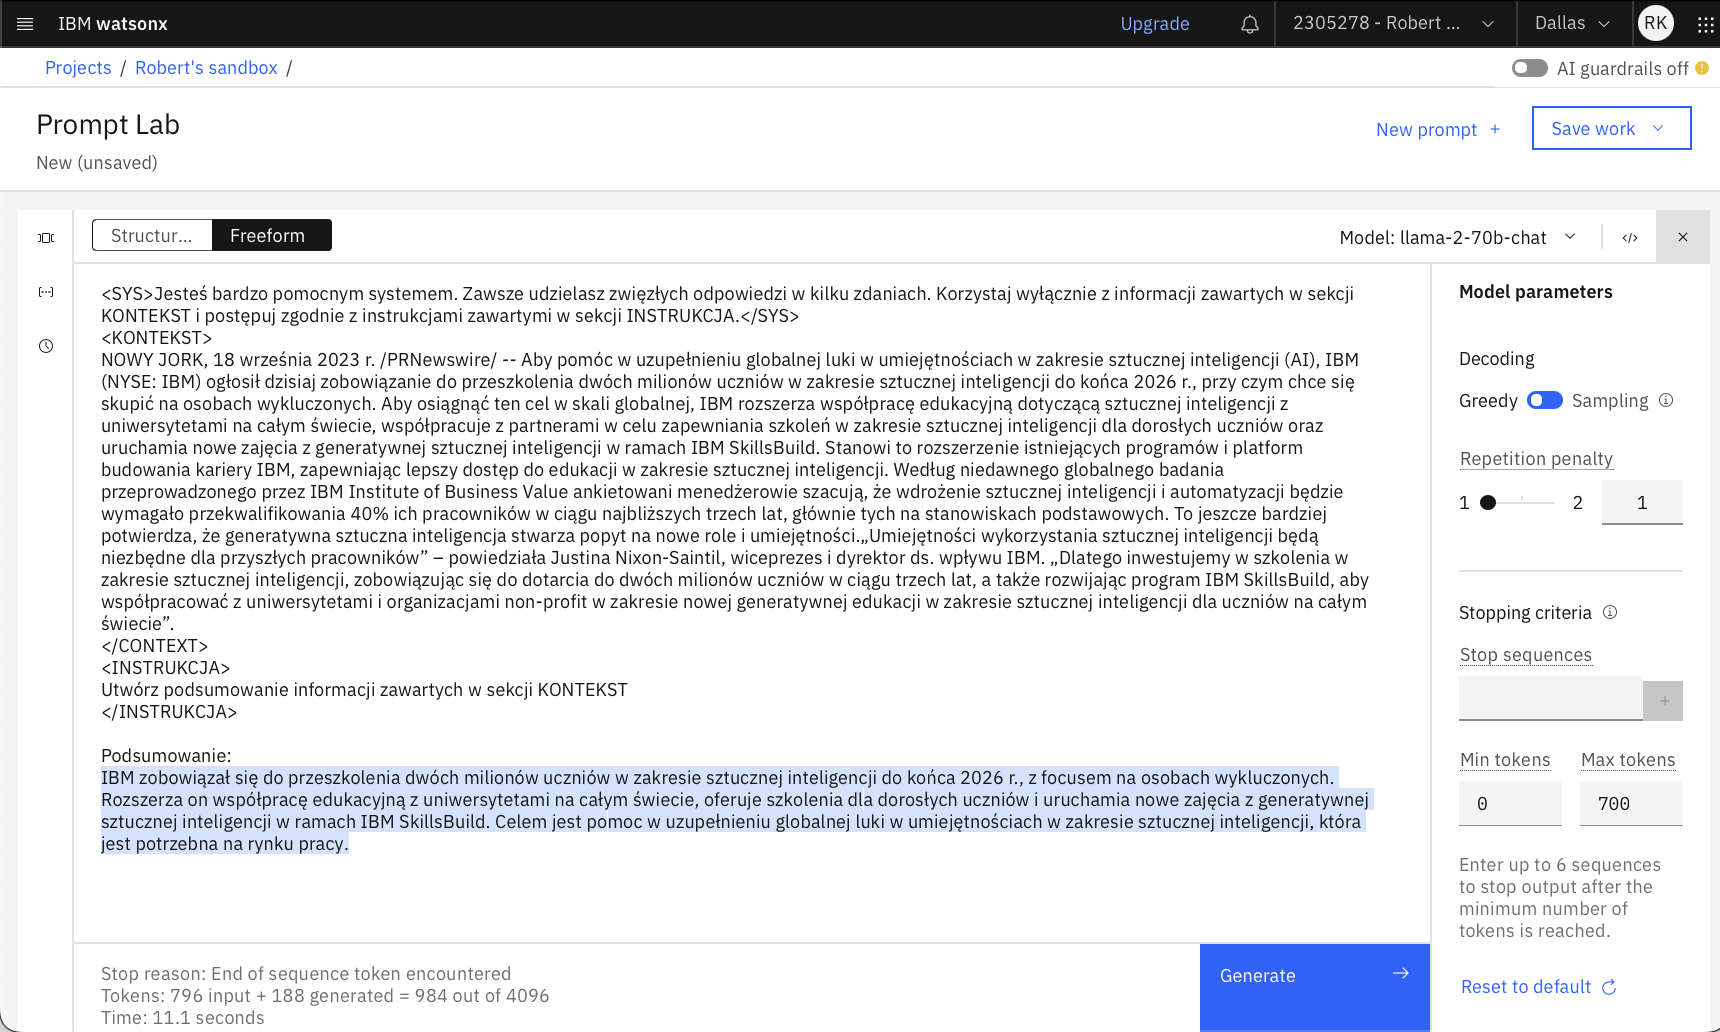 IBM watsonx
Upgrade
2305278 - Robert ...
Dallas
RK
Projects / Robert's sandbox /
AI guardrails off
Prompt Lab
New (unsaved)
New prompt +
Save work
Structur...
Freeform
Model: llama-2-70b-chat
<SYS>Jesteś bardzo pomocnym systemem. Zawsze udzielasz zwięzłych odpowiedzi w kilku zdaniach. Korzystaj wyłącznie z informacji zawartych w sekcji
KONTEKST i postępuj zgodnie z instrukcjami zawartymi w sekcji INSTRUKCJA.</SYS>
<KONTEKST>
NOWY JORK, 18 września 2023 r. /PRNewswire/ -- Aby pomóc w uzupełnieniu globalnej luki w umiejętnościach w zakresie sztucznej inteligencji (AI), IBM
(NYSE: IBM) ogłosił dzisiaj zobowiązanie do przeszkolenia dwóch milionów uczniów w zakresie sztucznej inteligencji do końca 2026 r., przy czym chce się
skupić na osobach wykluczonych. Aby osiągnąć ten cel w skali globalnej, IBM rozszerza współpracę edukacyjną dotyczącą sztucznej inteligencji z
uniwersytetami na całym świecie, współpracuje z partnerami w celu zapewniania szkoleń w zakresie sztucznej inteligencji dla dorosłych uczniów oraz
uruchamia nowe zajęcia z generatywnej sztucznej inteligencji w ramach IBM SkillsBuild. Stanowi to rozszerzenie istniejących programów i platform
budowania kariery IBM, zapewniając lepszy dostęp do edukacji w zakresie sztucznej inteligencji. Według niedawnego globalnego badania
przeprowadzonego przez IBM Institute of Business Value ankietowani menedżerowie szacują, że wdrożenie sztucznej inteligencji i automatyzacji będzie
wymagało przekwalifikowania 40% ich pracowników w ciągu najbliższych trzech lat, głównie tych na stanowiskach podstawowych. To jeszcze bardziej
potwierdza, że generatywna sztuczna inteligencja stwarza popyt na nowe role i umiejętności.„Umiejętności wykorzystania sztucznej inteligencji będą
niezbędne dla przyszłych pracowników” – powiedziała Justina Nixon-Saintil, wiceprezes i dyrektor ds. wpływu IBM. „Dlatego inwestujemy w szkolenia w
zakresie sztucznej inteligencji, zobowiązując się do dotarcia do dwóch milionów uczniów w ciągu trzech lat, a także rozwijając program IBM SkillsBuild, aby
współpracować z uniwersytetami i organizacjami non-profit w zakresie nowej generatywnej edukacji w zakresie sztucznej inteligencji dla uczniów na całym
świecie”.
</CONTEXT>
<INSTRUKCJA>
Utwórz podsumowanie informacji zawartych w sekcji KONTEKST
</INSTRUKCJA>
Podsumowanie:
IBM zobowiązał się do przeszkolenia dwóch milionów uczniów w zakresie sztucznej inteligencji do końca 2026 r., z focusem na osobach wykluczonych.
Rozszerza on współpracę edukacyjną z uniwersytetami na całym świecie, oferuje szkolenia dla dorosłych uczniów i uruchamia nowe zajęcia z generatywnej
sztucznej inteligencji w ramach IBM SkillsBuild. Celem jest pomoc w uzupełnieniu globalnej luki w umiejętnościach w zakresie sztucznej inteligencji, która
jest potrzebna na rynku pracy.
Stop reason: End of sequence token encountered
Tokens: 796 input + 188 generated = 984 out of 4096
Time: 11.1 seconds
Generate
Model parameters
Decoding
Greedy
Sampling
Repetition penalty
1
2
1
Stopping criteria
Stop sequences
+
Min tokens
Max tokens
0
700
Enter up to 6 sequences
to stop output after the
minimum number of
tokens is reached.
Reset to default